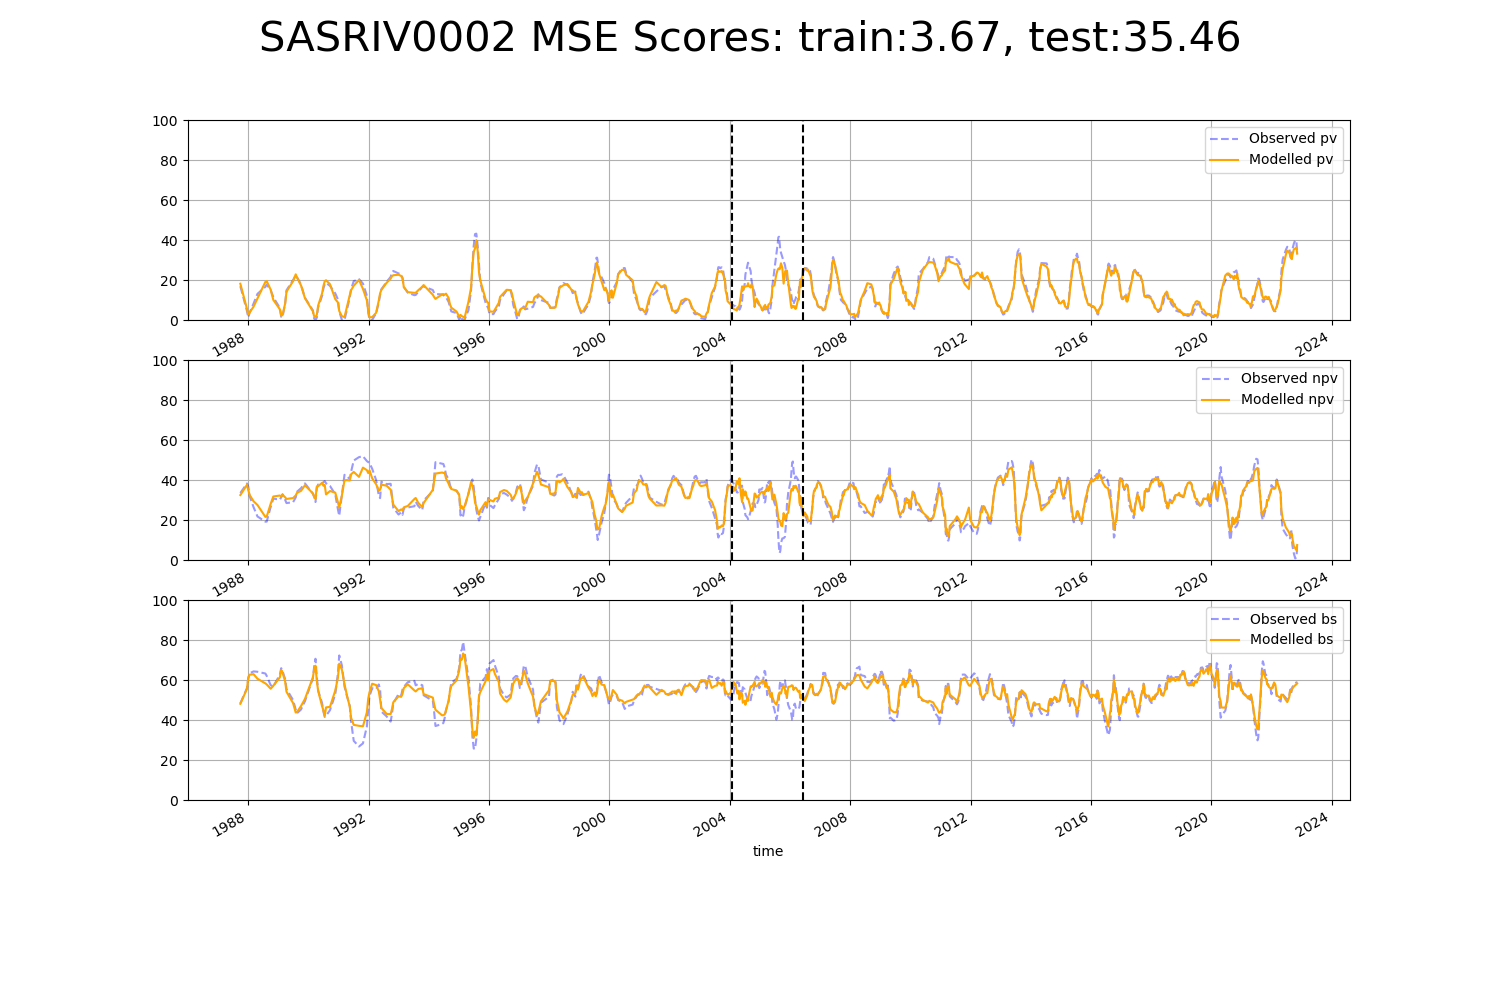 SASRIV0002 MSE Scores: train:3.67, test:35.46
100
80
60
40
20
0
Observed pv
Modelled pv
1988 1992 1996 2000 2004 2008 2012 2016 2020 2024
100
80
60
40
20
0
Observed npv
Modelled npv
1988 1992 1996 2000 2004 2008 2012 2016 2020 2024
100
80
60
40
20
0
Observed bs
Modelled bs
1988 1992 1996 2000 2004 2008 2012 2016 2020 2024
time